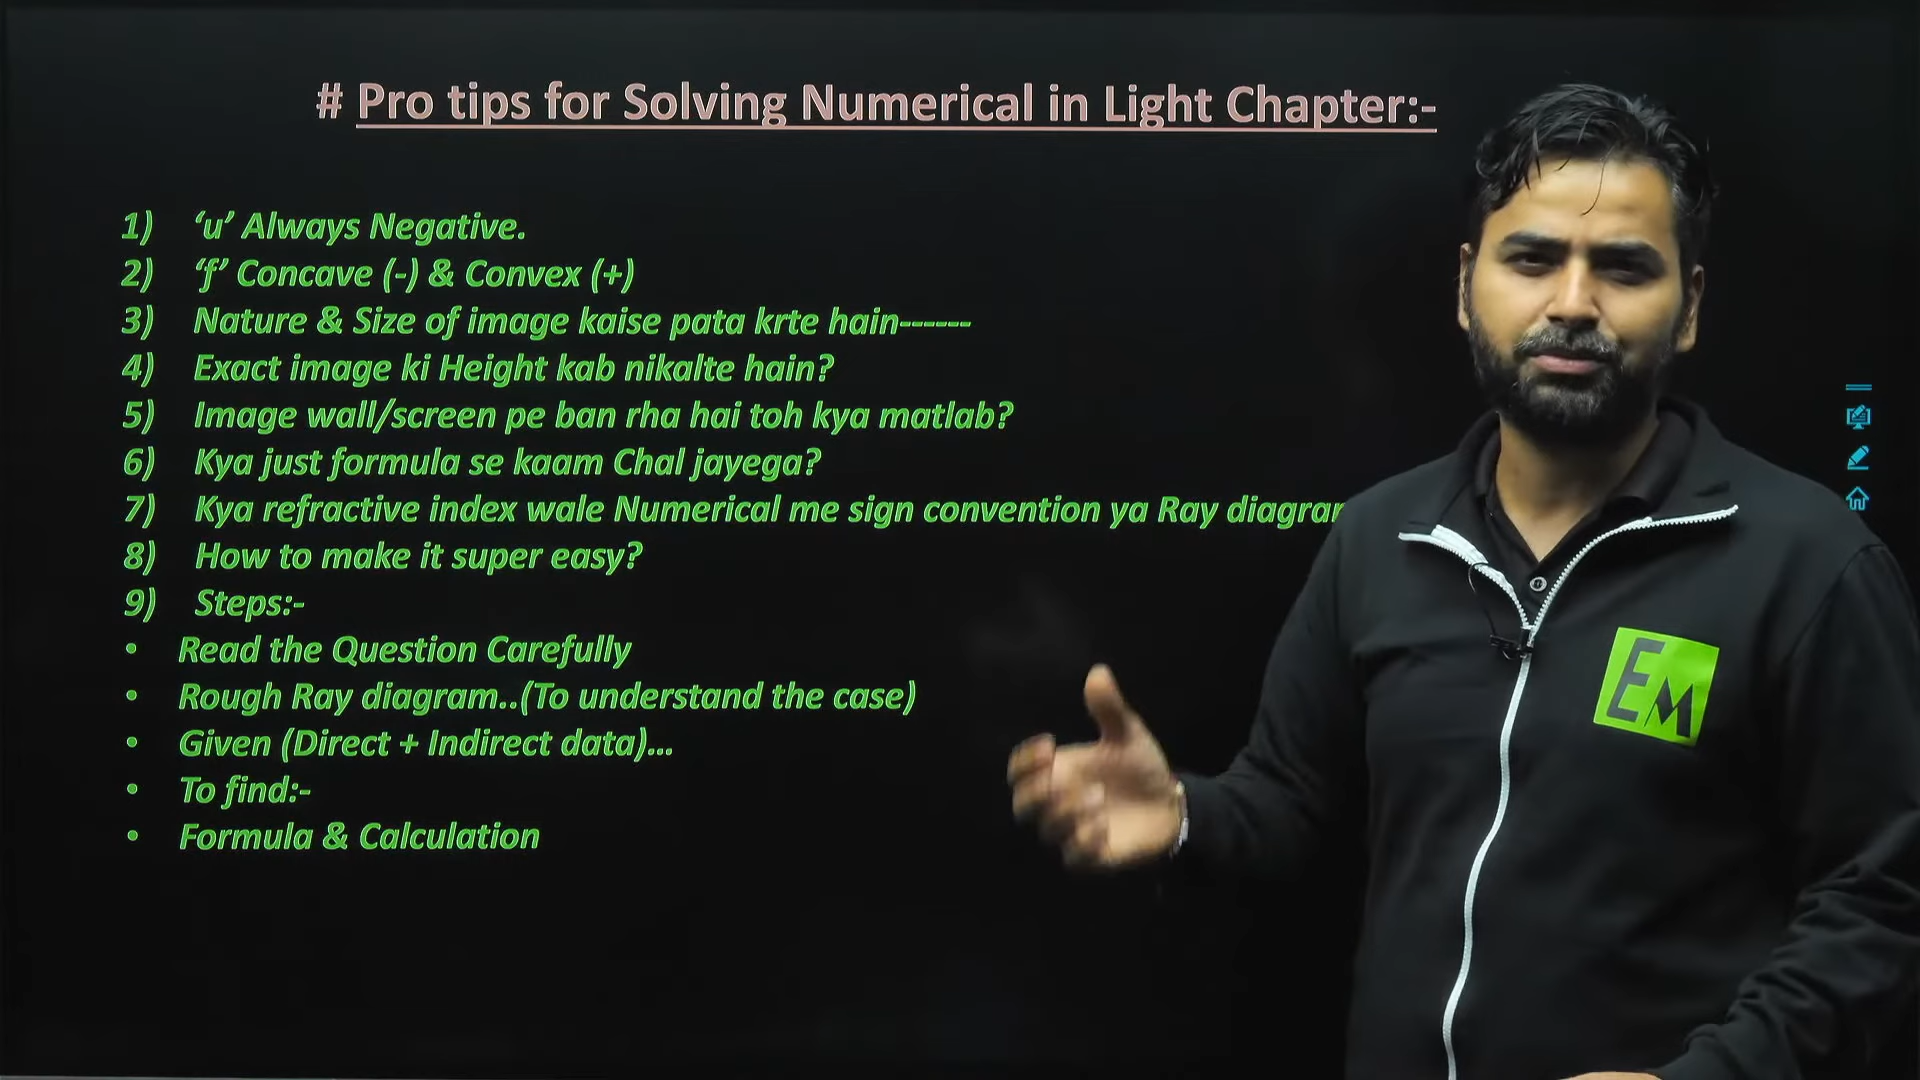 # Pro tips for Solving Numerical in Light Chapter:-
1) ‘u’ Always Negative.
2) ‘f’ Concave (-) & Convex (+)
3) Nature & Size of image kaise pata krte hain------
4) Exact image ki Height kab nikalte hain?
5) Image wall/screen pe ban rha hai toh kya matlab?
6) Kya just formula se kaam Chal jayega?
7) Kya refractive index wale Numerical me sign convention ya Ray
8) How to make it super easy?
9) Steps:-
• Read the Question Carefully
• Rough Ray diagram..(To understand the case)
• Given (Direct + Indirect data)...
• To find:-
• Formula & Calculation
EM